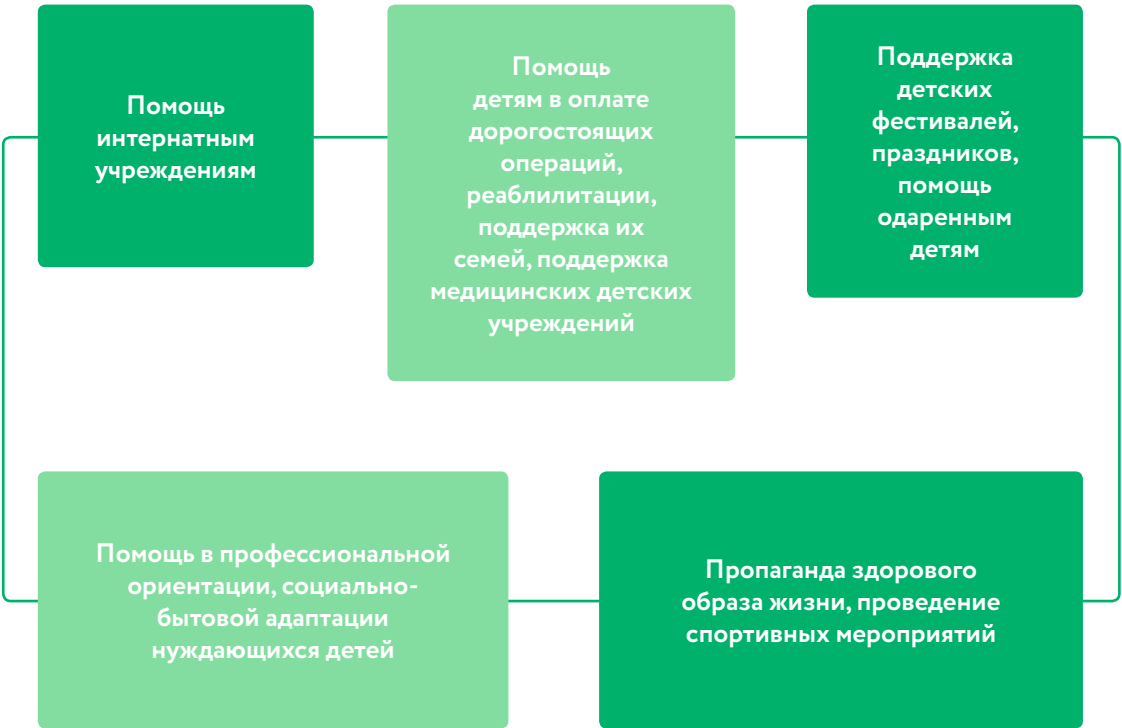 Помощь
интернатным
учреждениям
Помощь
детям в оплате
дорогостоящих
операций,
реаблилитации,
поддержка их
семей, поддержка
медицинских детских
учреждений
Поддержка
детских
фестивалей,
праздников,
помощь
одаренным
детям
Помощь в профессиональной
ориентации, социально-
бытовой адаптации
нуждающихся детей
Пропаганда здорового
образа жизни, проведение
спортивных мероприятий